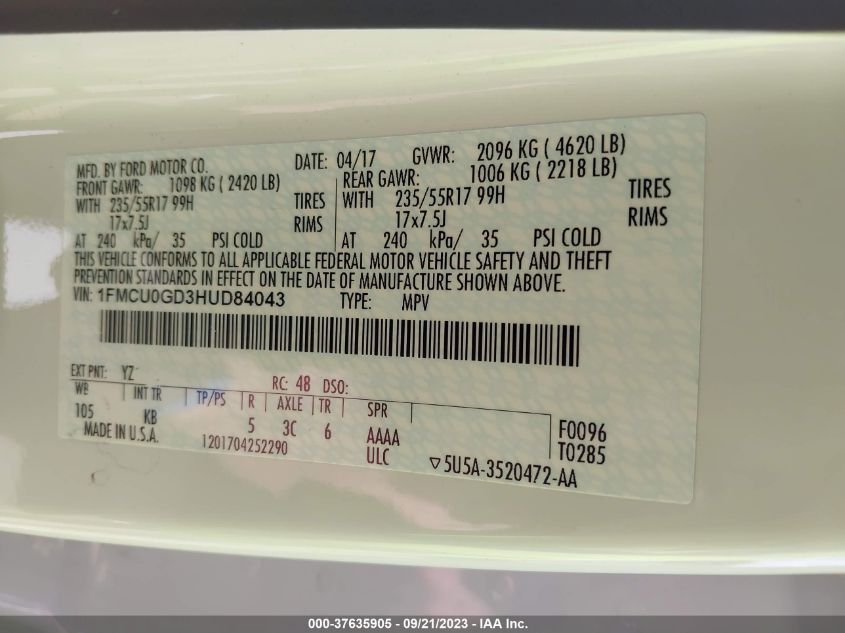 MFD. BY FORD MOTOR CO. DATE: 04/17 GVWR: 2096 KG ( 4620 LB)
FRONT GAWR: 1098 KG ( 2420 LB) REAR GAWR: 1006 KG ( 2218 LB)
WITH 235/55R17 99H TIRES WITH 235/55R17 99H TIRES
17x7.5J RIMS 17x7.5J RIMS
AT 240 kPa/ 35 PSI COLD AT 240 kPa/ 35 PSI COLD
THIS VEHICLE CONFORMS TO ALL APPLICABLE FEDERAL MOTOR VEHICLE SAFETY AND THEFT
PREVENTION STANDARDS IN EFFECT ON THE DATE OF MANUFACTURE SHOWN ABOVE.
VIN: 1FMCU0GD3HUD84043 TYPE: MPV
EXT PNT: YZ RC: 48 DSO:
WB INT TR TP/PS R AXLE TR SPR
105 KB 5 3C 6 AAAA F0096
MADE IN U.S.A. 1201704252290 ULC T0285
▽5U5A-3520472-AA
000-37635905 - 09/21/2023 - IAA Inc.